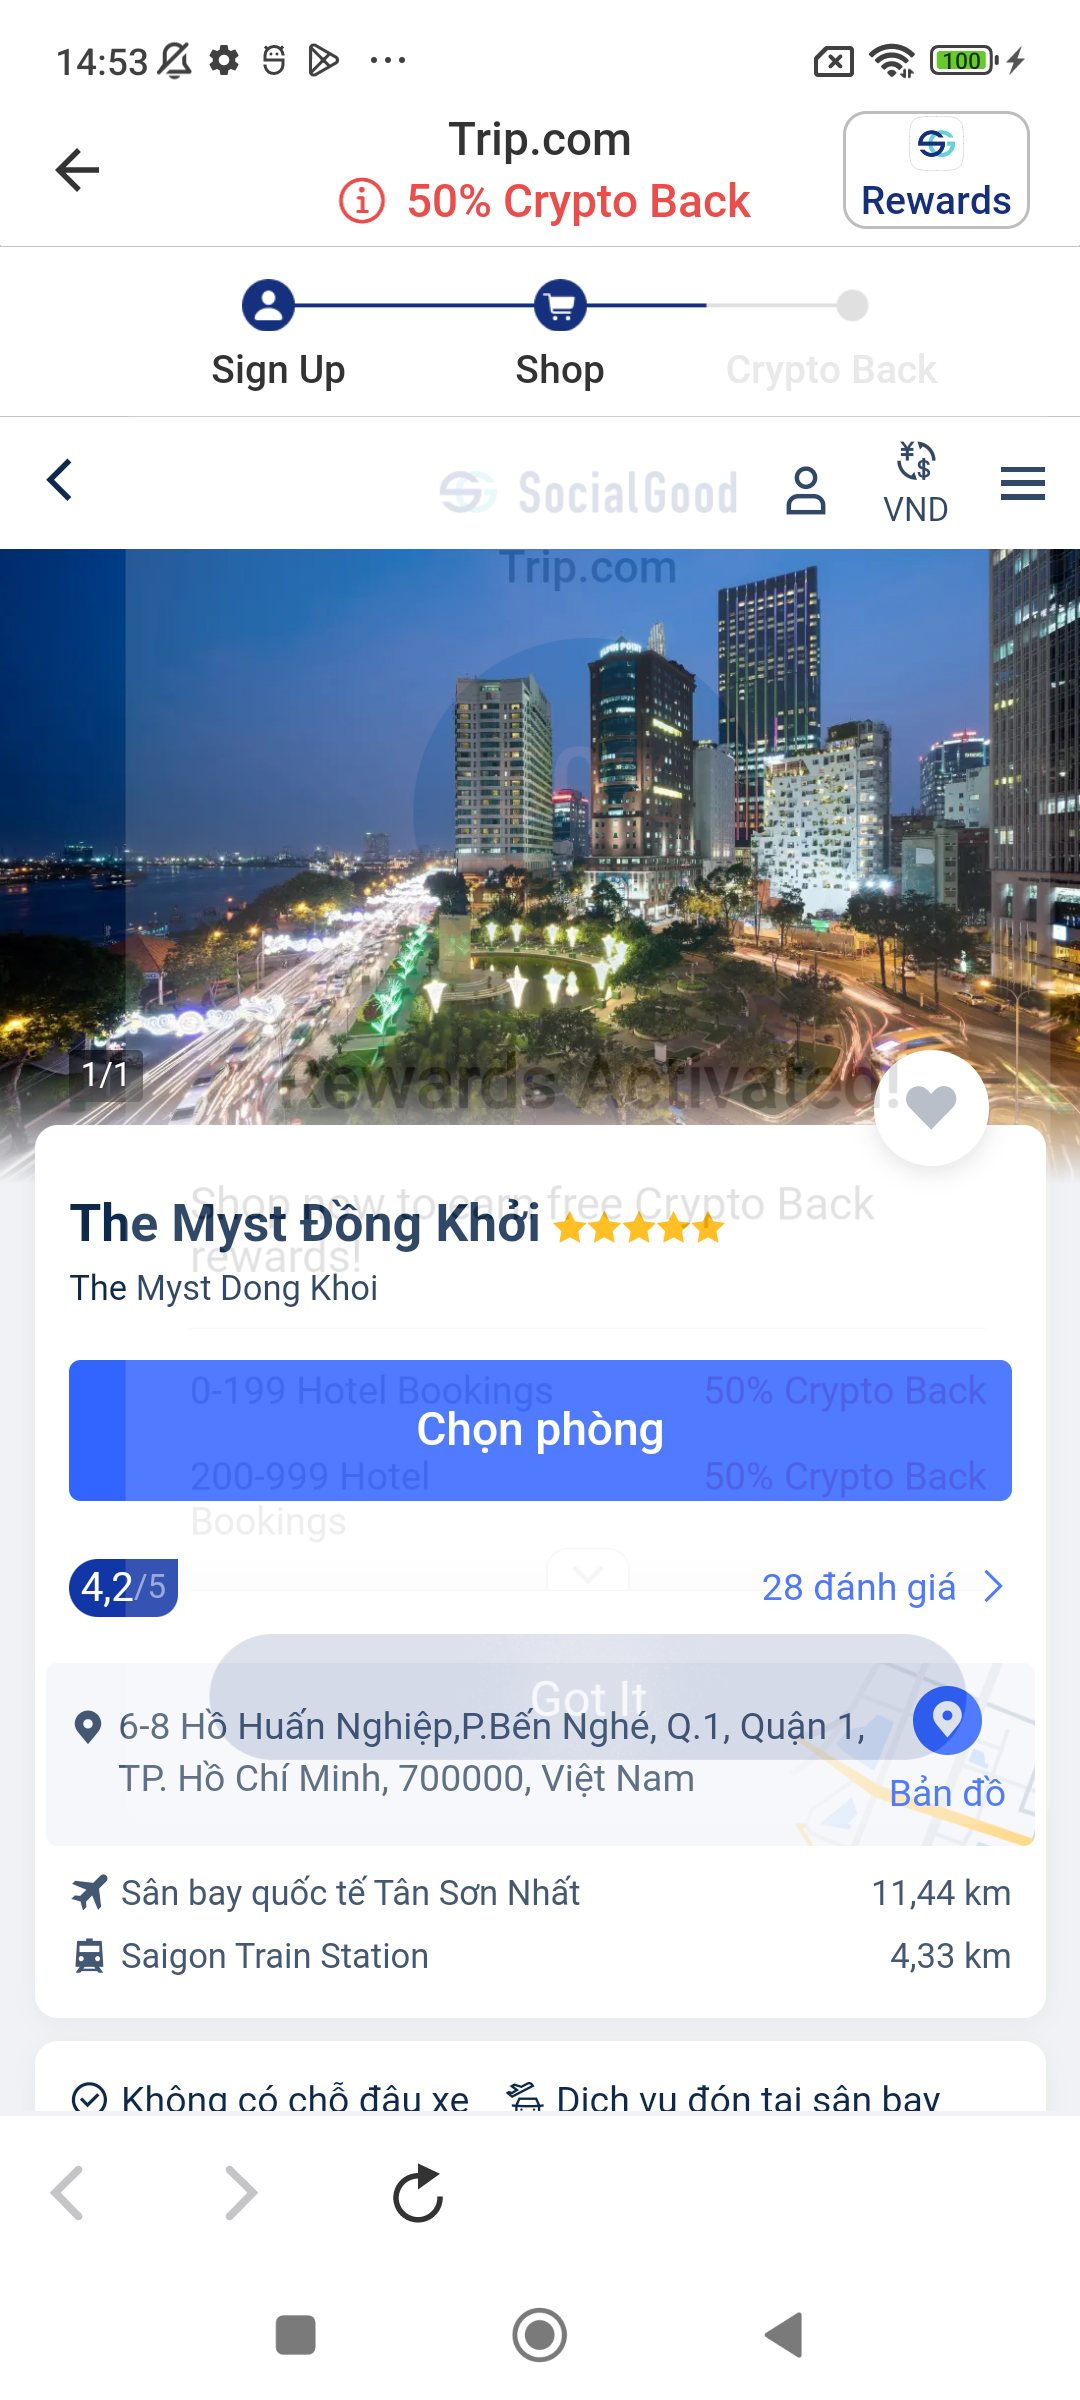 14:53
100
Trip.com
50% Crypto Back
Rewards
Sign Up
Shop
Crypto Back
SocialGood
VND
Trip.com
1/1
Rewards Activated!
Shop now to earn free Crypto Back
rewards!
The Myst Đồng Khởi
The Myst Dong Khoi
0-199 Hotel Bookings 50% Crypto Back
Chọn phòng
200-999 Hotel 50% Crypto Back
Bookings
4,2/5
28 đánh giá
Got It
6-8 Hồ Huấn Nghiệp,P.Bến Nghé, Q.1, Quận 1,
TP. Hồ Chí Minh, 700000, Việt Nam
Bản đồ
Sân bay quốc tế Tân Sơn Nhất 11,44 km
Saigon Train Station 4,33 km
Không có chỗ đậu xe Dịch vụ đón tại sân bay